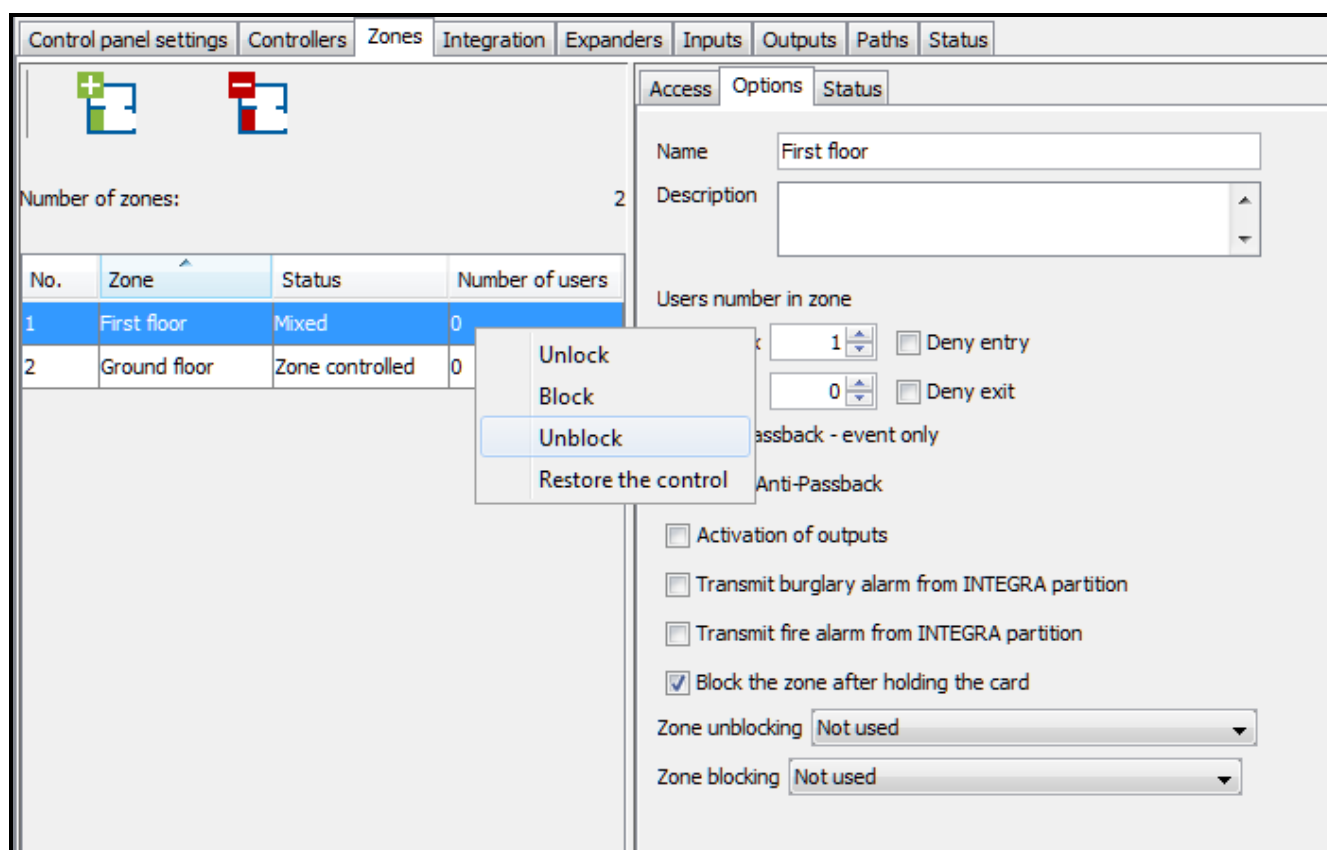 Control panel settings Controllers Zones Integration Expanders Inputs Outputs Paths Status
Number of zones: 2
No. Zone Status Number of users
1 First floor Mixed 0
2 Ground floor Zone controlled 0
Unlock
Block
Unblock
Restore the control
Access Options Status
Name First floor
Description
Users number in zone
1 Deny entry
0 Deny exit
- event only
Anti-Passback
Activation of outputs
Transmit burglary alarm from INTEGRA partition
Transmit fire alarm from INTEGRA partition
Block the zone after holding the card
Zone unblocking Not used
Zone blocking Not used